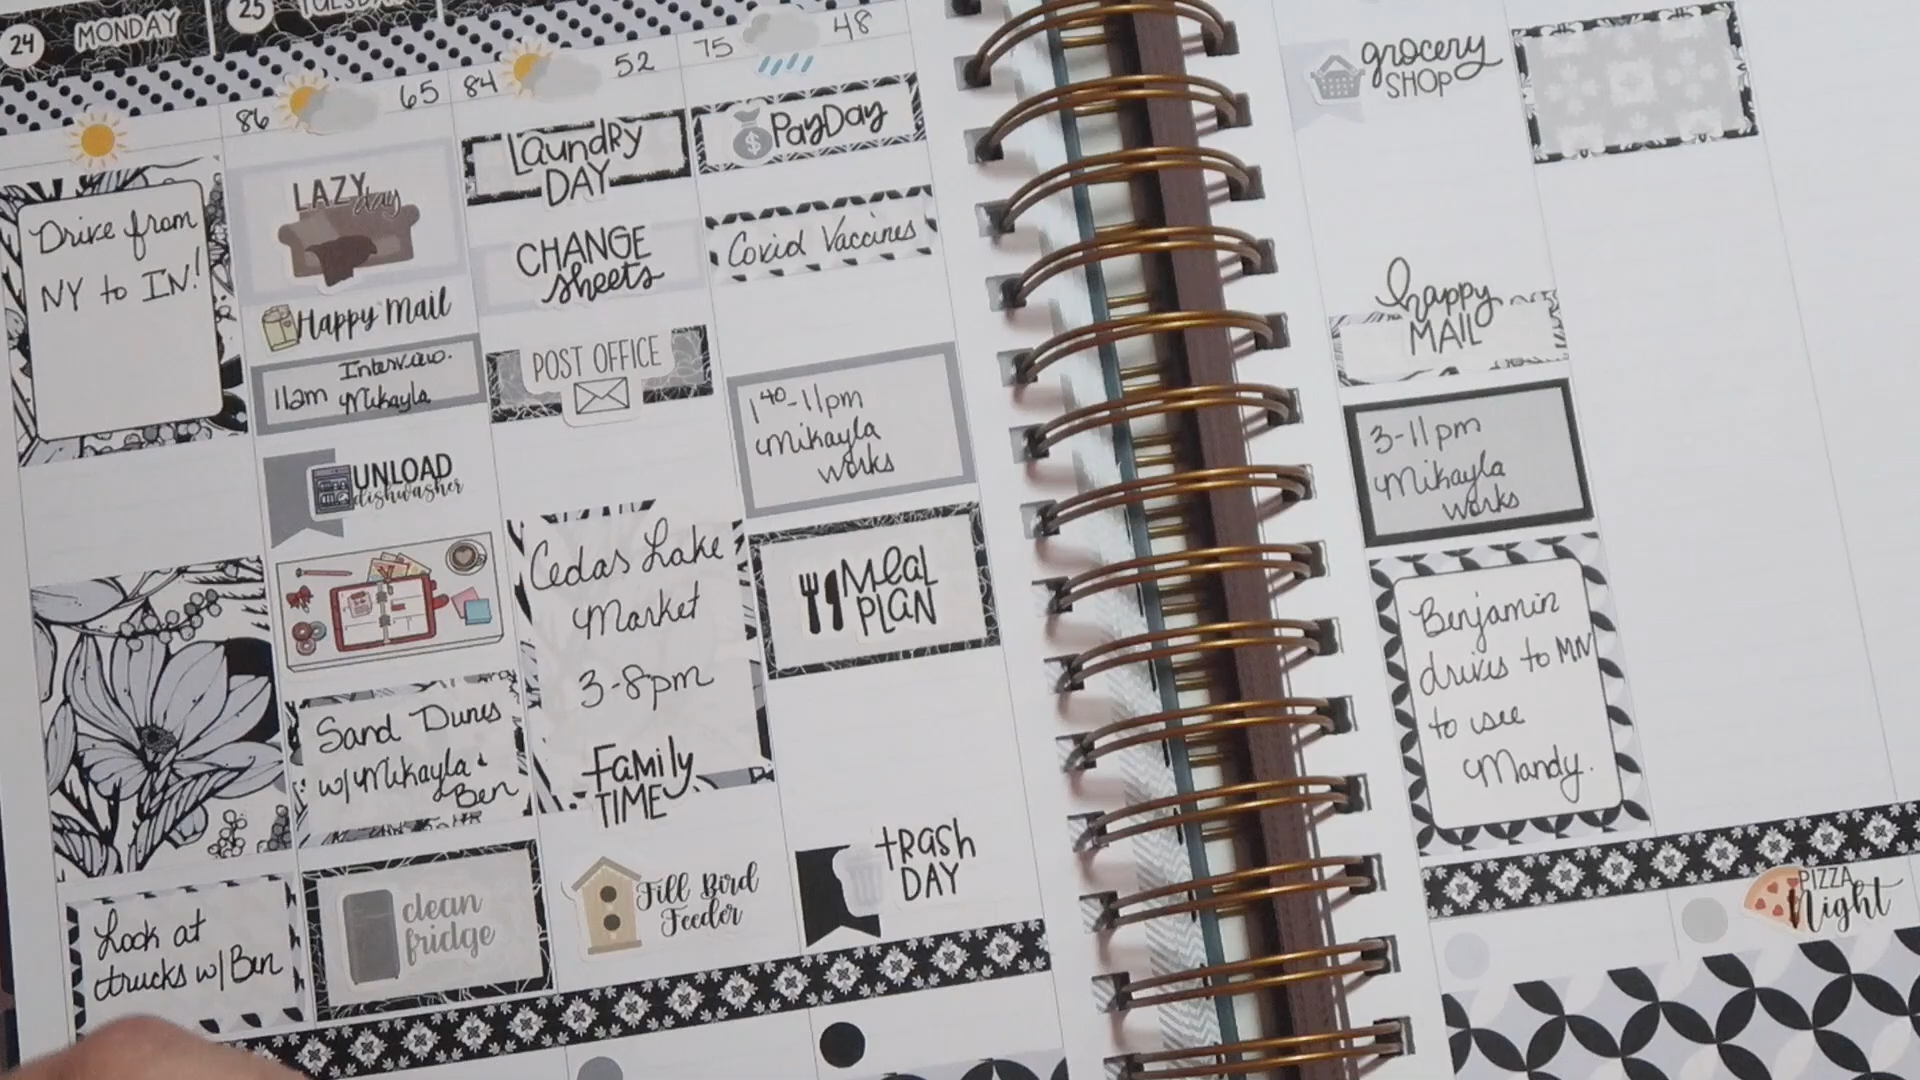 24 MONDAY
25 TUESDAY
86 65
84 52
75 48
Drive from
NY to IN!
Look at
trucks w/ Ben
LAZY
day
Happy Mail
Interview
11am Mikayla
UNLOAD
dishwasher
Sand Dunes
w/ Mikayla &
Ben
clean
fridge
Laundry
DAY
CHANGE
sheets
POST OFFICE
Cedar Lake
Market
3-8pm
Family
TIME
Fill Bird
Feeder
$ PayDay
Covid Vaccines
1 40 - 11pm
Mikayla
works
Meal
PLAN
tRash
DAY
grocery
SHOP
happy
MAIL
3-11pm
Mikayla
works
Benjamin
drives to MN
to see
Mandy.
PIZZA
Night